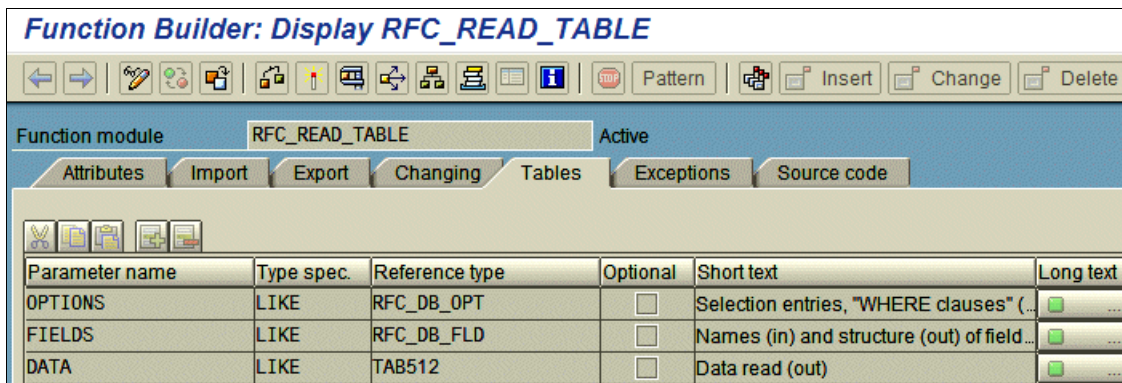 Function Builder: Display RFC_READ_TABLE
Pattern Insert Change Delete
Function module RFC_READ_TABLE Active
Attributes Import Export Changing Tables Exceptions Source code
Parameter name Type spec. Reference type Optional Short text Long text
OPTIONS LIKE RFC_DB_OPT Selection entries, "WHERE clauses" (... ...
FIELDS LIKE RFC_DB_FLD Names (in) and structure (out) of field... ...
DATA LIKE TAB512 Data read (out) ...